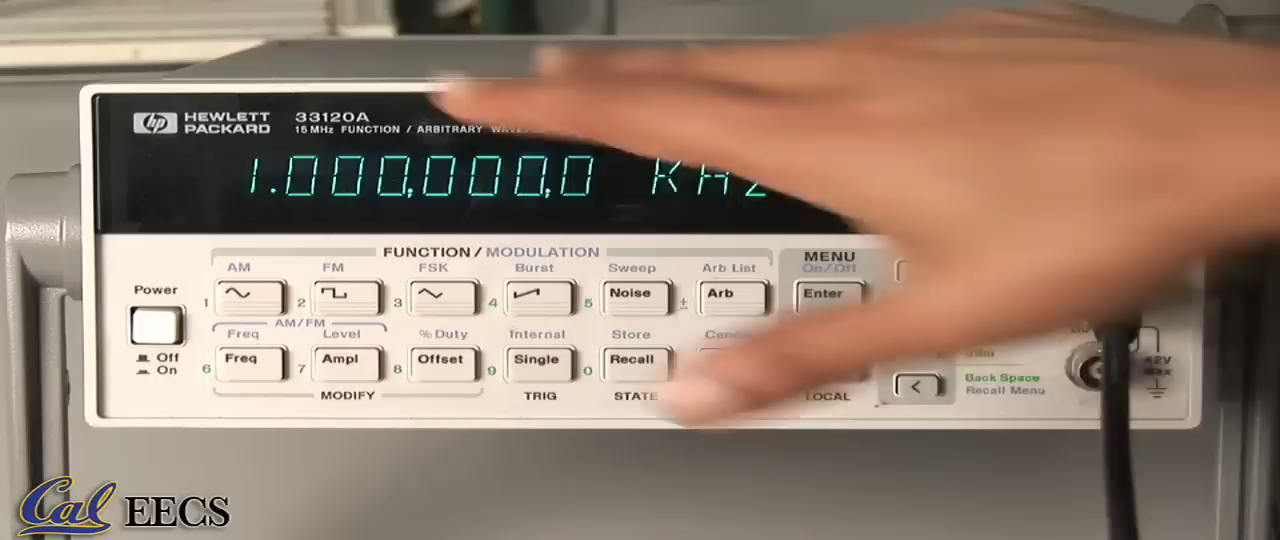 hp HEWLETT PACKARD
33120A
15 MHz FUNCTION / ARBITRARY
1.000,000,0 KHz
FUNCTION / MODULATION
AM FM FSK Burst Sweep Arb List
MENU
On/Off
Power
1 2 3 4 5 Noise ± Arb Enter
AM/FM
Freq Level % Duty Internal Store
Off
On
6 Freq 7 Ampl 8 Offset 9 Single 0 Recall
<
Back Space
Recall Menu
42V
Max
MODIFY TRIG STATE LOCAL
Cal EECS